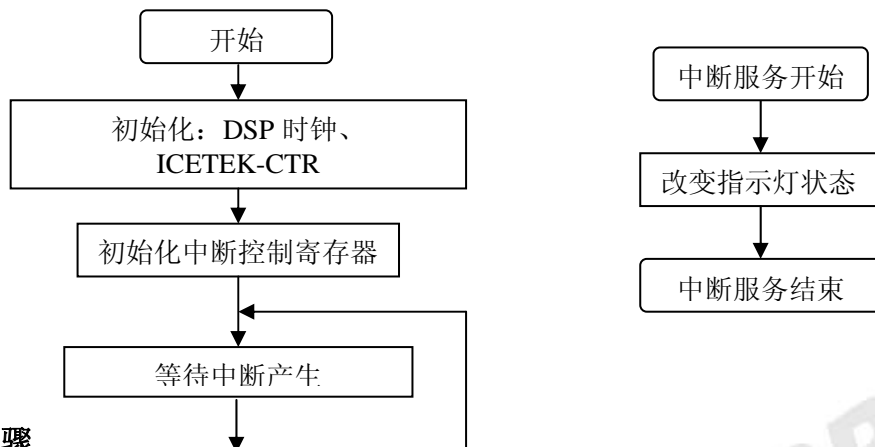 开始
初始化：DSP 时钟、
ICETEK-CTR
初始化中断控制寄存器
等待中断产生
中断服务开始
改变指示灯状态
中断服务结束
骤